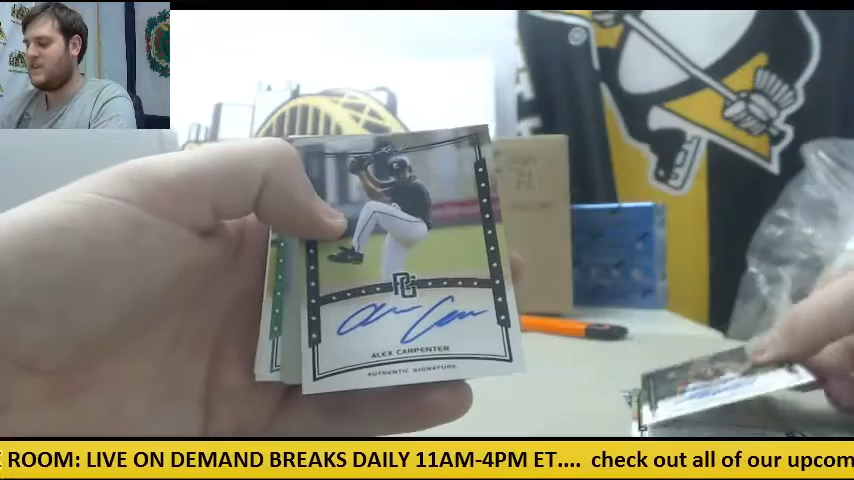 PG
ALEX CARPENTER
AUTHENTIC SIGNATURE
ROOM: LIVE ON DEMAND BREAKS DAILY 11AM-4PM ET.... check out all of our upcom